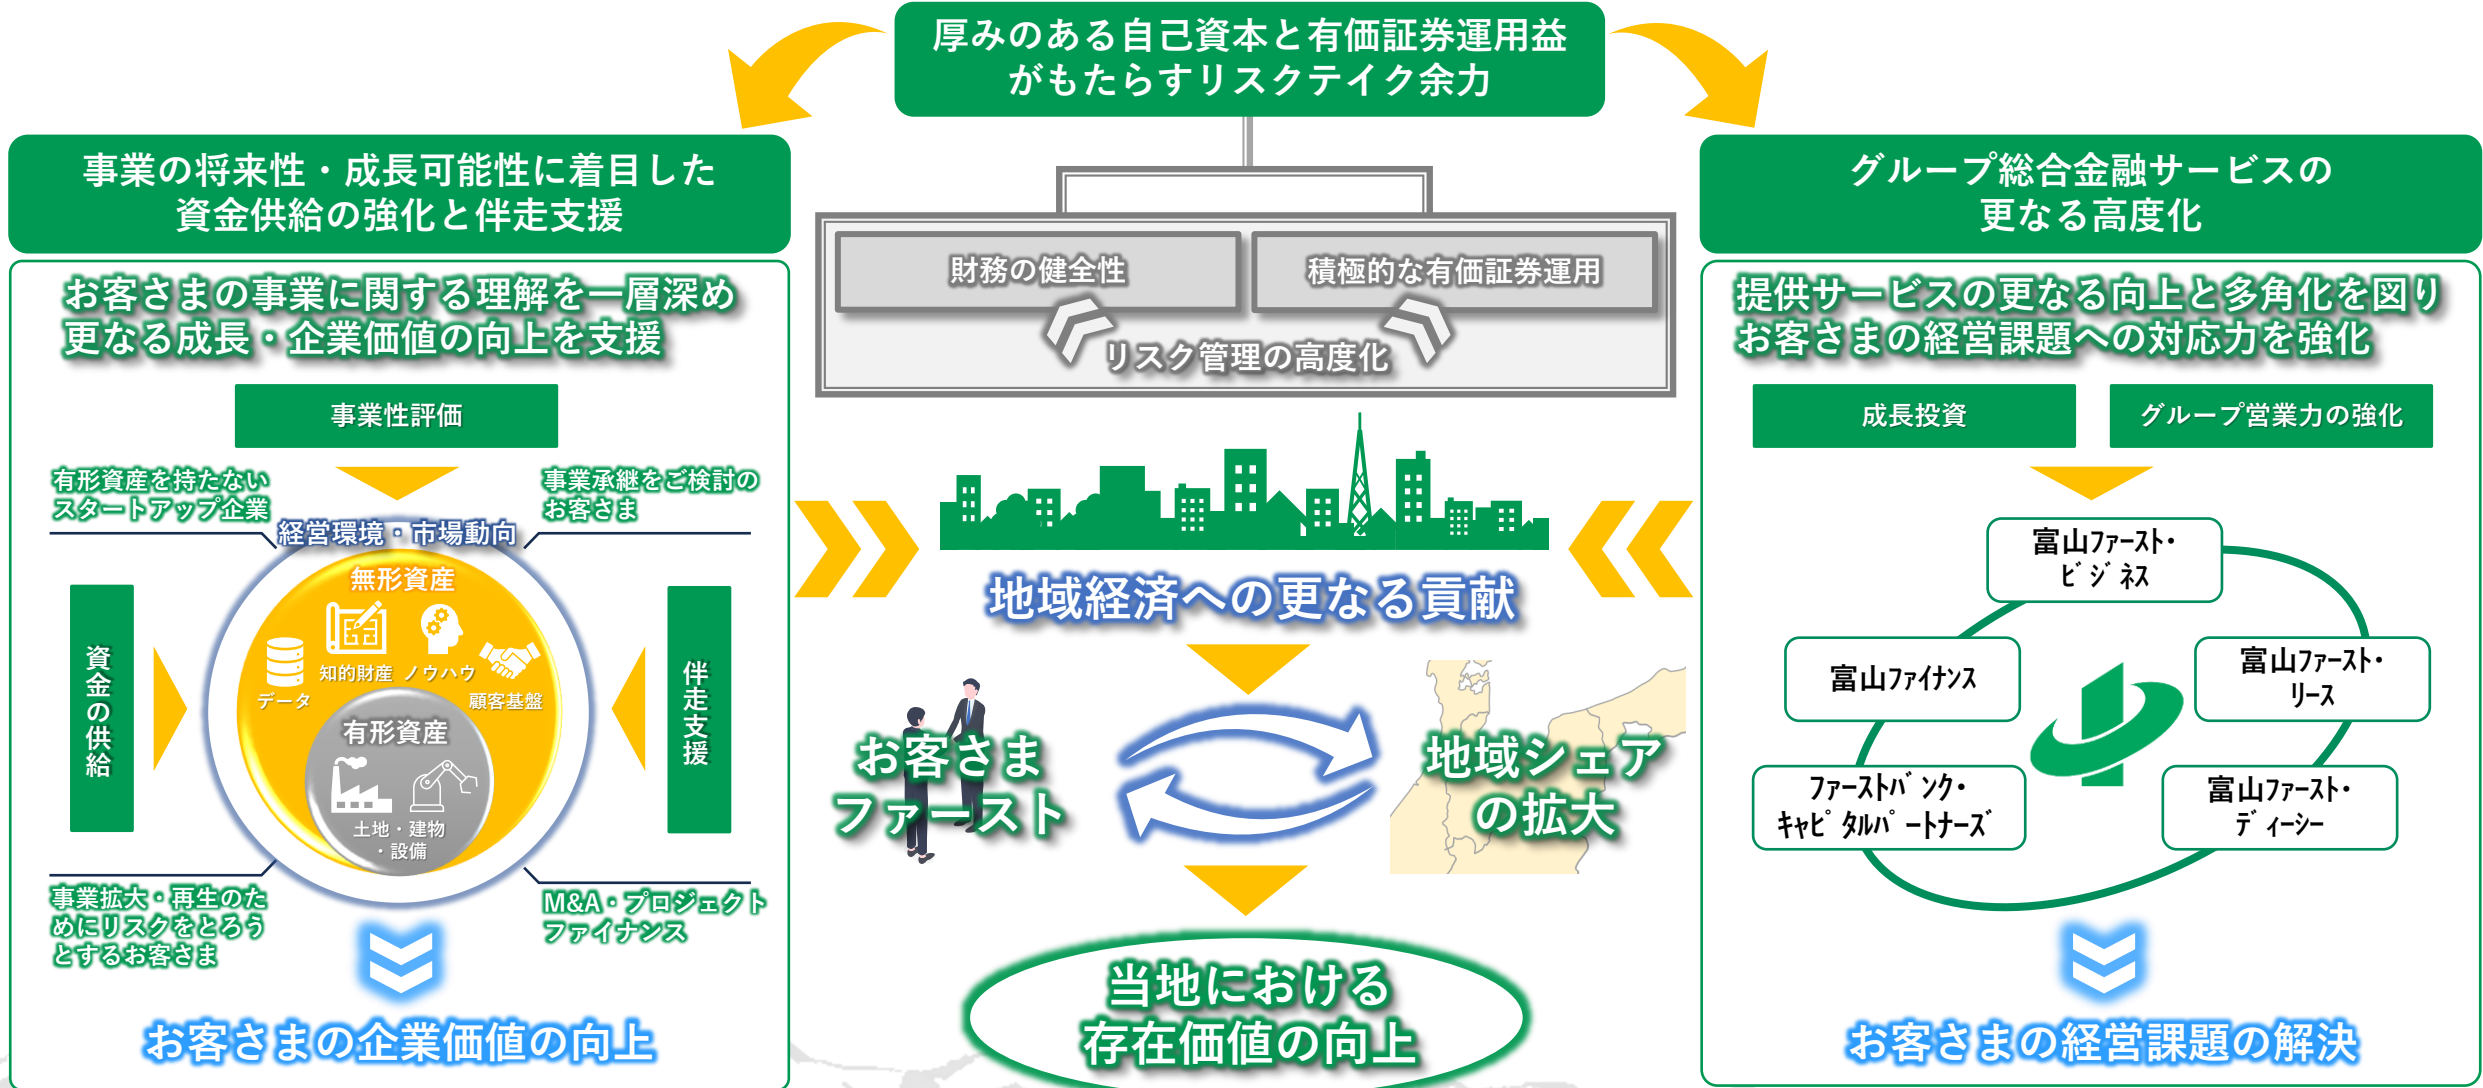 厚みのある自己資本と有価証券運用益
がもたらすリスクテイク余力
事業の将来性・成長可能性に着目した
資金供給の強化と伴走支援
お客さまの事業に関する理解を一層深め
更なる成長・企業価値の向上を支援
事業性評価
有形資産を持たない
スタートアップ企業
事業承継をご検討の
お客さま
経営環境・市場動向
無形資産
データ
知的財産
ノウハウ
顧客基盤
有形資産
土地・建物
・設備
資金の供給
伴走支援
事業拡大・再生のた
めにリスクをとろう
とするお客さま
M&A・プロジェクト
ファイナンス
お客さまの企業価値の向上
財務の健全性
積極的な有価証券運用
リスク管理の高度化
地域経済への更なる貢献
お客さま
ファースト
地域シェア
の拡大
当地における
存在価値の向上
グループ総合金融サービスの
更なる高度化
提供サービスの更なる向上と多角化を図り
お客さまの経営課題への対応力を強化
成長投資
グループ営業力の強化
富山ファースト・
ビジネス
富山ファイナンス
富山ファースト・
リース
ファーストバンク・
キャピタルパートナーズ
富山ファースト・
ディーシー
お客さまの経営課題の解決